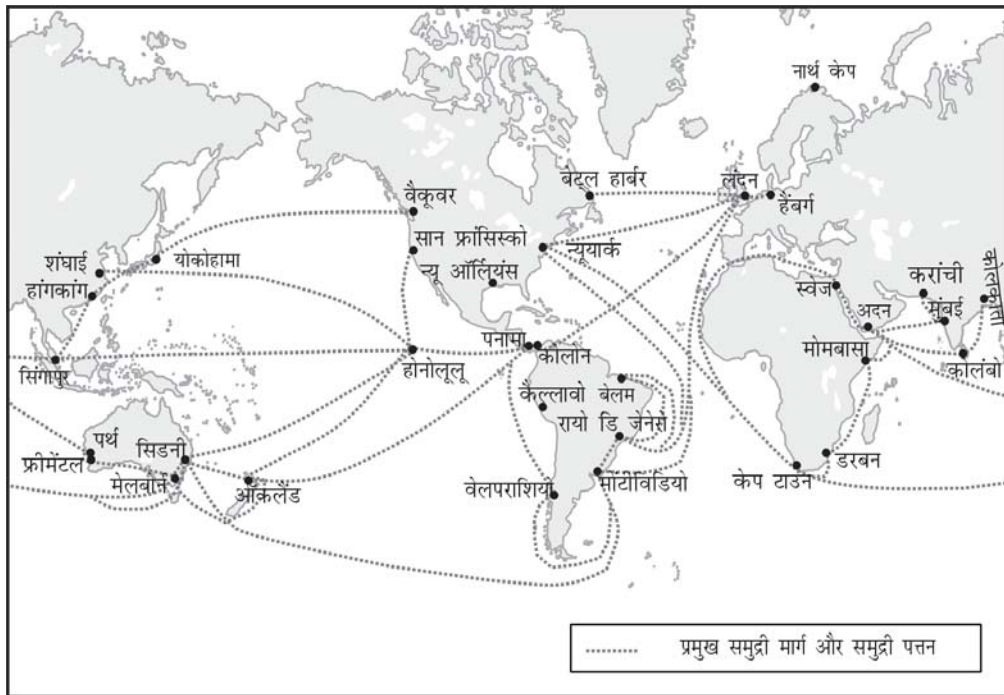 नार्थ केप
बेट्ल हार्बर
लंदन
हैंबर्ग
वैकूवर
सान फ्रांसिस्को
न्यूयार्क
शंघाई
योकोहामा
न्यू ऑर्लियंस
हांगकांग
स्वेज
करांची
कोलकाता
अदन
मुंबई
सिंगापुर
होनोलूलू
पनामा
कोलोन
मोमबासा
कोलंबो
कैल्लावो
बेलम
रायो डि जेनेरो
पर्थ
सिडनी
फ्रीमेंटल
मेलबोर्न
ऑकलैंड
वेलपराशियो
मोंटीविडियो
केप टाउन
डरबन
प्रमुख समुद्री मार्ग और समुद्री पत्तन